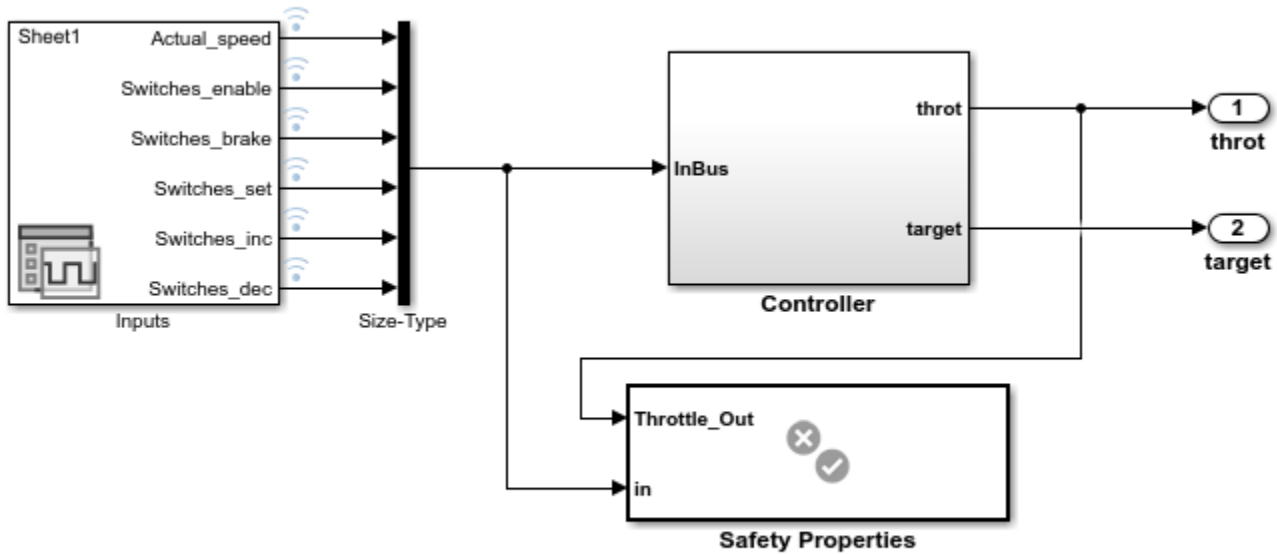 Sheet1
Actual_speed
Switches_enable
Switches_brake
Switches_set
Switches_inc
Switches_dec
Inputs
Size-Type
InBus
throt
target
Controller
1
throt
2
target
Throttle_Out
in
Safety Properties